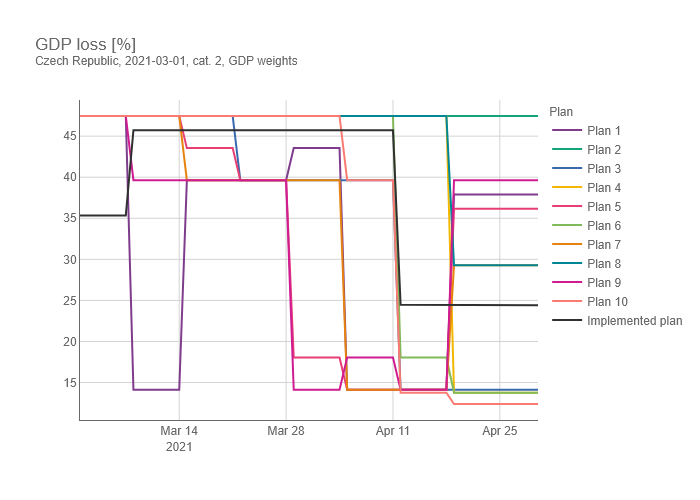 GDP loss [%]
Czech Republic, 2021-03-01, cat. 2, GDP weights
45
40
35
30
25
20
15
Mar 14
2021
Mar 28
Apr 11
Apr 25
Plan
Plan 1
Plan 2
Plan 3
Plan 4
Plan 5
Plan 6
Plan 7
Plan 8
Plan 9
Plan 10
Implemented plan